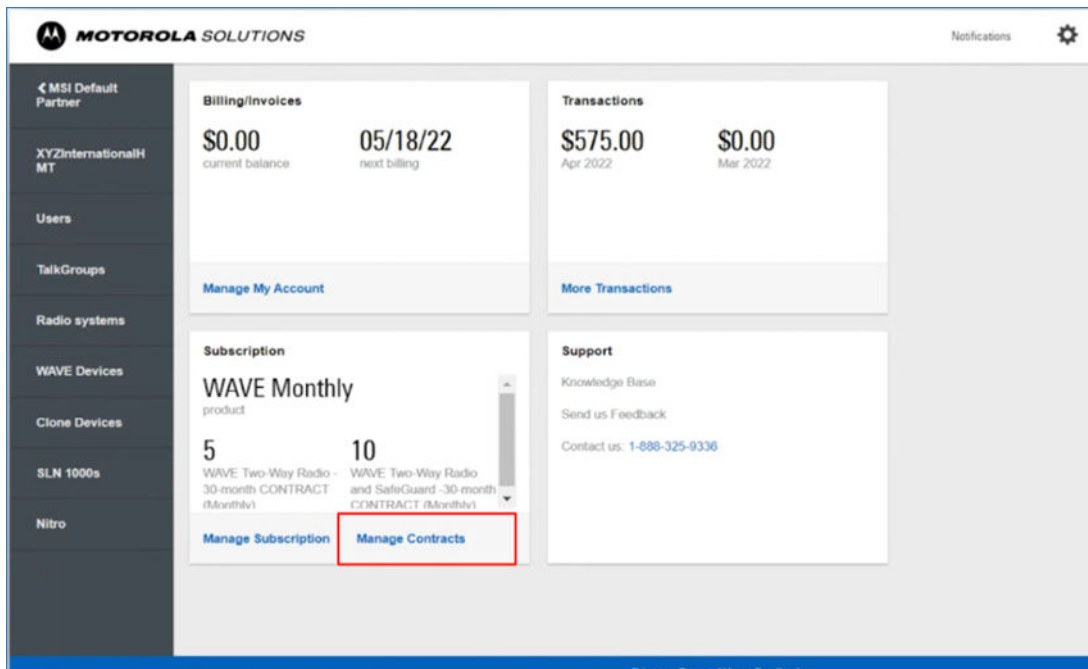 MOTOROLA SOLUTIONS
Notifications
MSI Default
Partner
XYZInternationalH
MT
Users
TalkGroups
Radio systems
WAVE Devices
Clone Devices
SLN 1000s
Nitro
Billing/Invoices
$0.00
current balance
05/18/22
next billing
Manage My Account
Transactions
$575.00
Apr 2022
$0.00
Mar 2022
More Transactions
Subscription
WAVE Monthly
product
5
WAVE Two-Way Radio -
30-month CONTRACT
(Monthly)
10
WAVE Two-Way Radio
and SafeGuard -30-month
CONTRACT (Monthly)
Manage Subscription
Manage Contracts
Support
Knowledge Base
Send us Feedback
Contact us: 1-888-325-9336